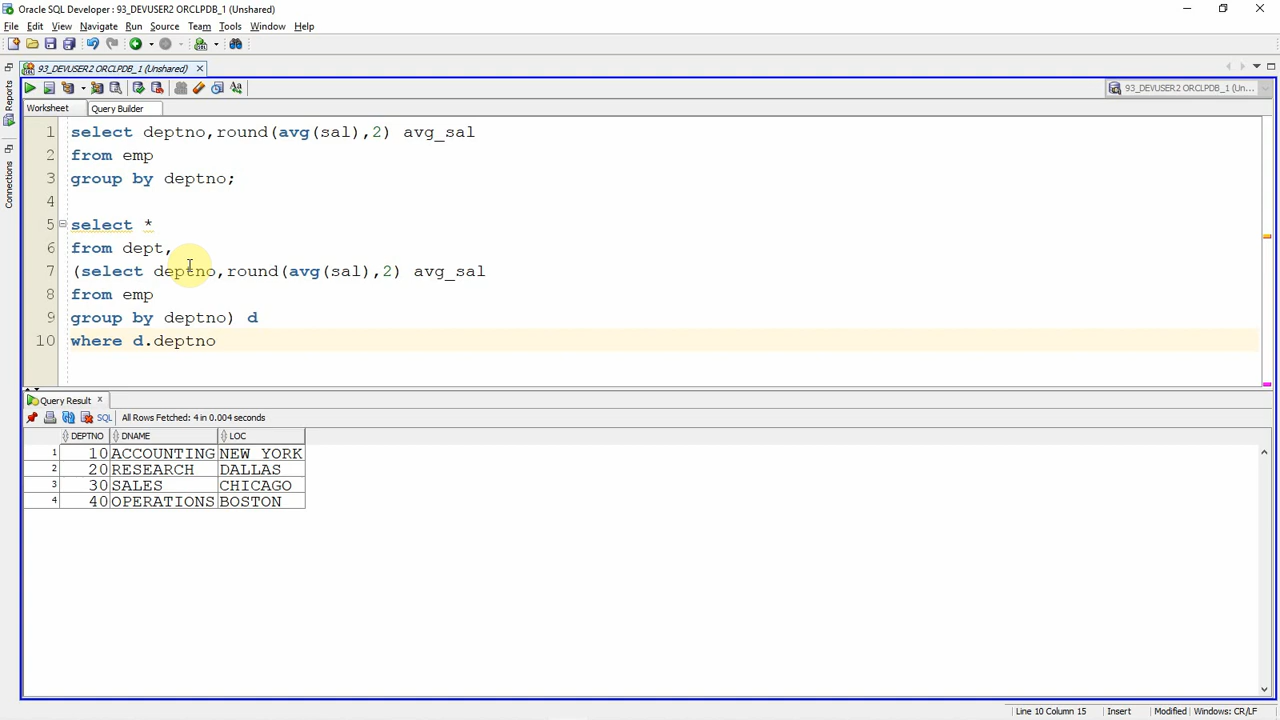 Oracle SQL Developer : 93_DEVUSER2 ORCLPDB_1 (Unshared)
File Edit View Navigate Run Source Team Tools Window Help
93_DEVUSER2 ORCLPDB_1 (Unshared)
93_DEVUSER2 ORCLPDB_1 (Un...
Reports
Connections
Worksheet Query Builder
1 select deptno,round(avg(sal),2) avg_sal
2 from emp
3 group by deptno;
4
5 select *
6 from dept,
7 (select deptno,round(avg(sal),2) avg_sal
8 from emp
9 group by deptno) d
10 where d.deptno
Query Result
SQL All Rows Fetched: 4 in 0.004 seconds
DEPTNO DNAME LOC
1 10 ACCOUNTING NEW YORK
2 20 RESEARCH DALLAS
3 30 SALES CHICAGO
4 40 OPERATIONS BOSTON
Line 10 Column 15 Insert Modified Windows: CR/LF